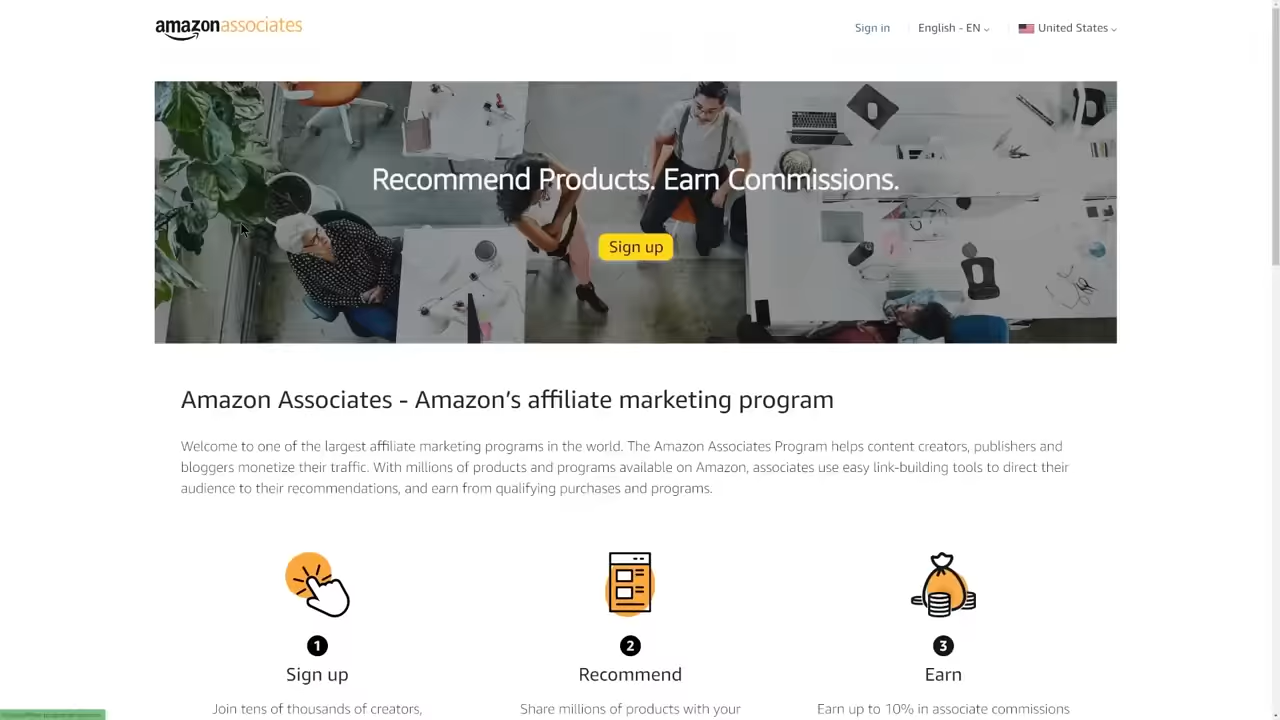 amazonassociates
Sign in
English - EN
United States
Recommend Products. Earn Commissions.
Sign up
Amazon Associates - Amazon’s affiliate marketing program
Welcome to one of the largest affiliate marketing programs in the world. The Amazon Associates Program helps content creators, publishers and
bloggers monetize their traffic. With millions of products and programs available on Amazon, associates use easy link-building tools to direct their
audience to their recommendations, and earn from qualifying purchases and programs.
1
Sign up
Join tens of thousands of creators,
2
Recommend
Share millions of products with your
3
Earn
Earn up to 10% in associate commissions